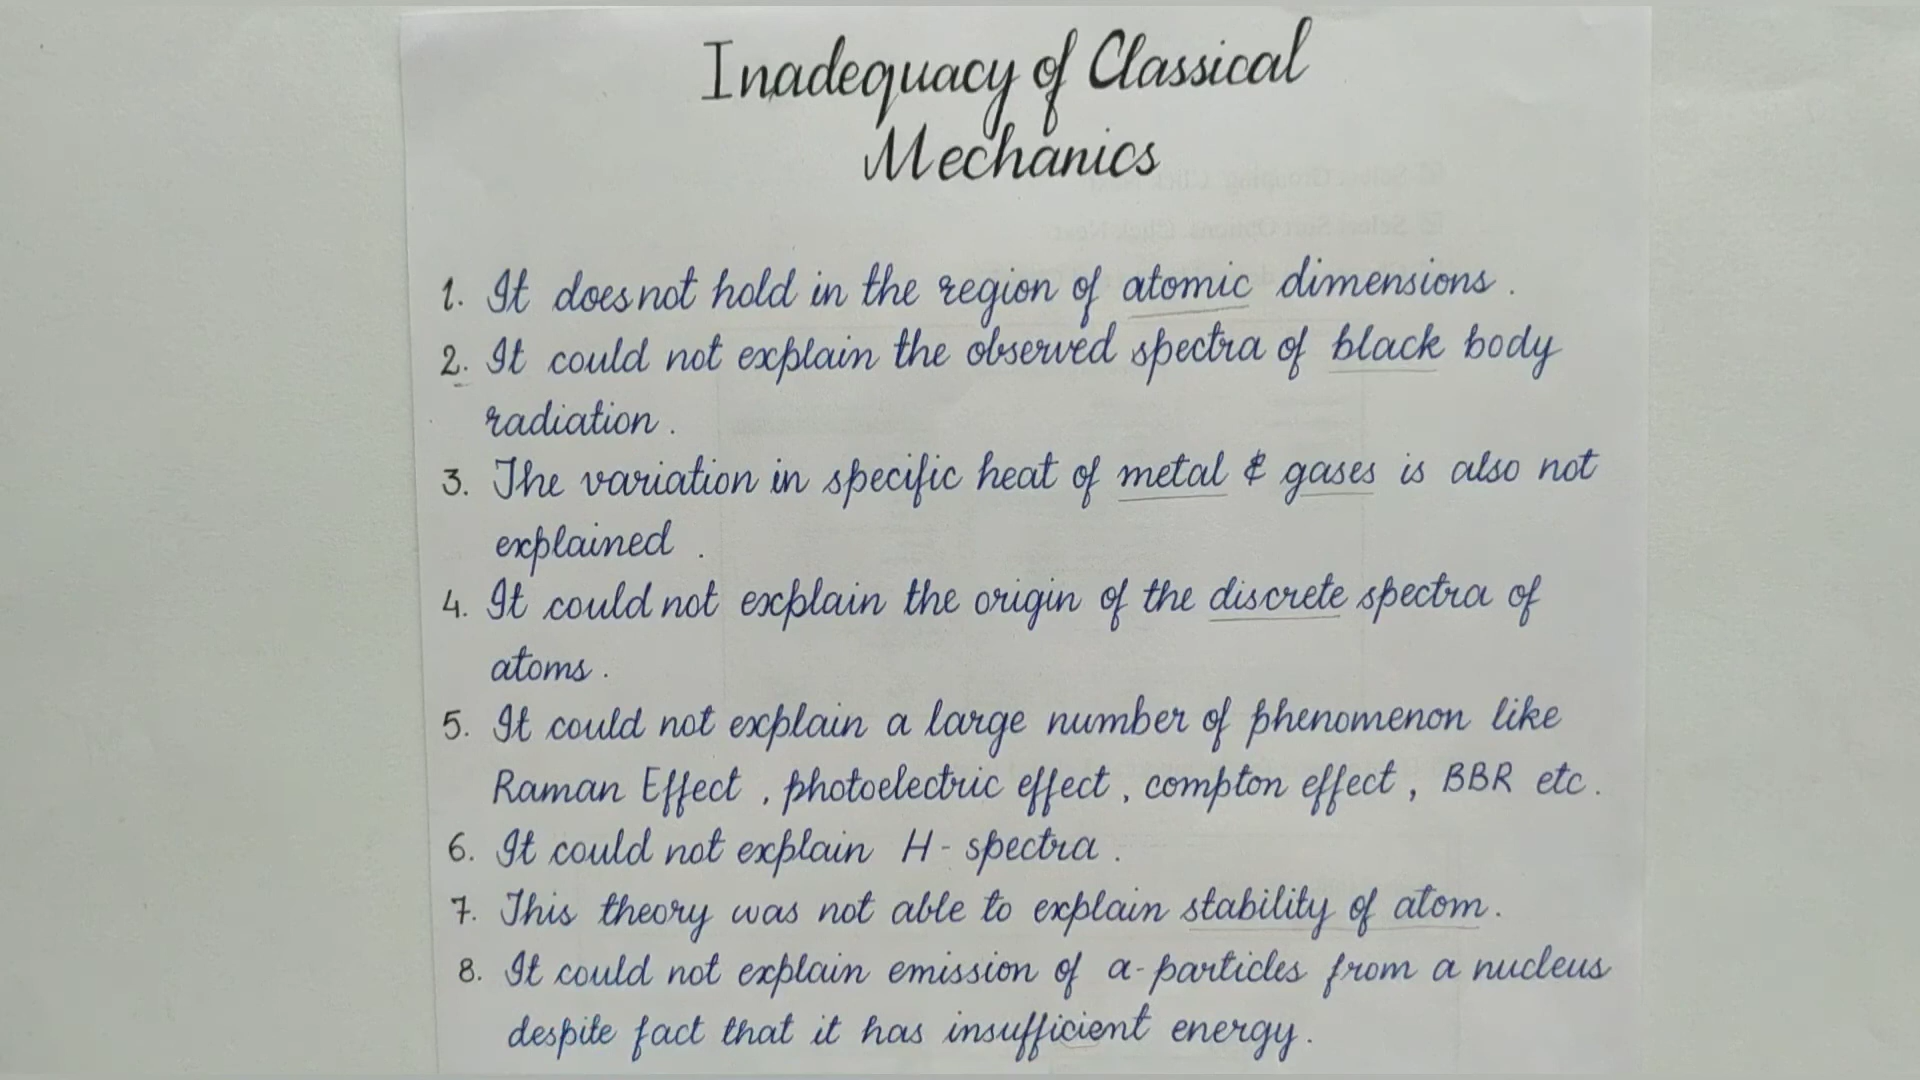 Inadequacy of Classical
Mechanics
1. It does not hold in the region of atomic dimensions.
2. It could not explain the observed spectra of black body
radiation.
3. The variation in specific heat of metal & gases is also not
explained.
4. It could not explain the origin of the discrete spectra of
atoms.
5. It could not explain a large number of phenomenon like
Raman Effect, photoelectric effect, compton effect, BBR etc.
6. It could not explain H-spectra.
7. This theory was not able to explain stability of atom.
8. It could not explain emission of α-particles from a nucleus
despite fact that it has insufficient energy.